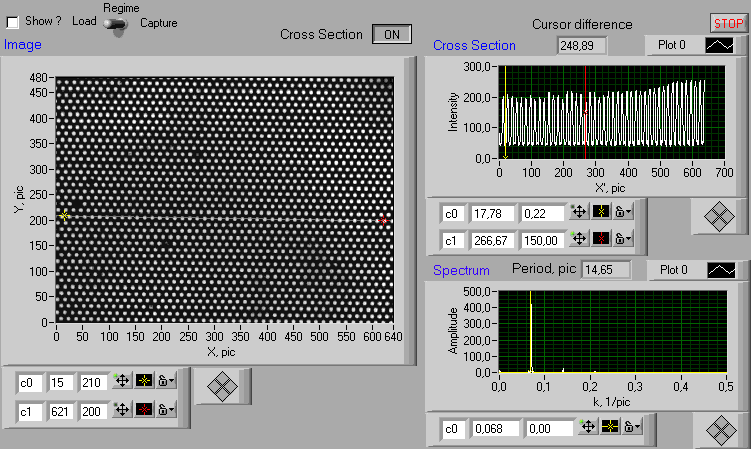 Regime
Show ? Load Capture
Cross Section ON
Cursor difference
STOP
Image
Cross Section 248,89 Plot 0
480
450
400
350
300
250
200
150
100
50
0
Y, pic
0 50 100 150 200 250 300 350 400 450 500 550 600 640
X, pic
c0 15 210
c1 621 200
300,0
200,0
100,0
0,0
Intensity
0 100 200 300 400 500 600 700
X', pic
c0 17,78 0,22
c1 266,67 150,00
Spectrum Period, pic 14,65 Plot 0
500,0
400,0
300,0
200,0
100,0
0,0
Amplitude
0,0 0,1 0,2 0,3 0,4 0,5
k, 1/pic
c0 0,068 0,00